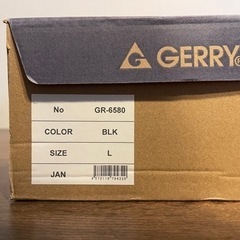 GERRY®
No GR-6580
COLOR BLK
SIZE L
JAN